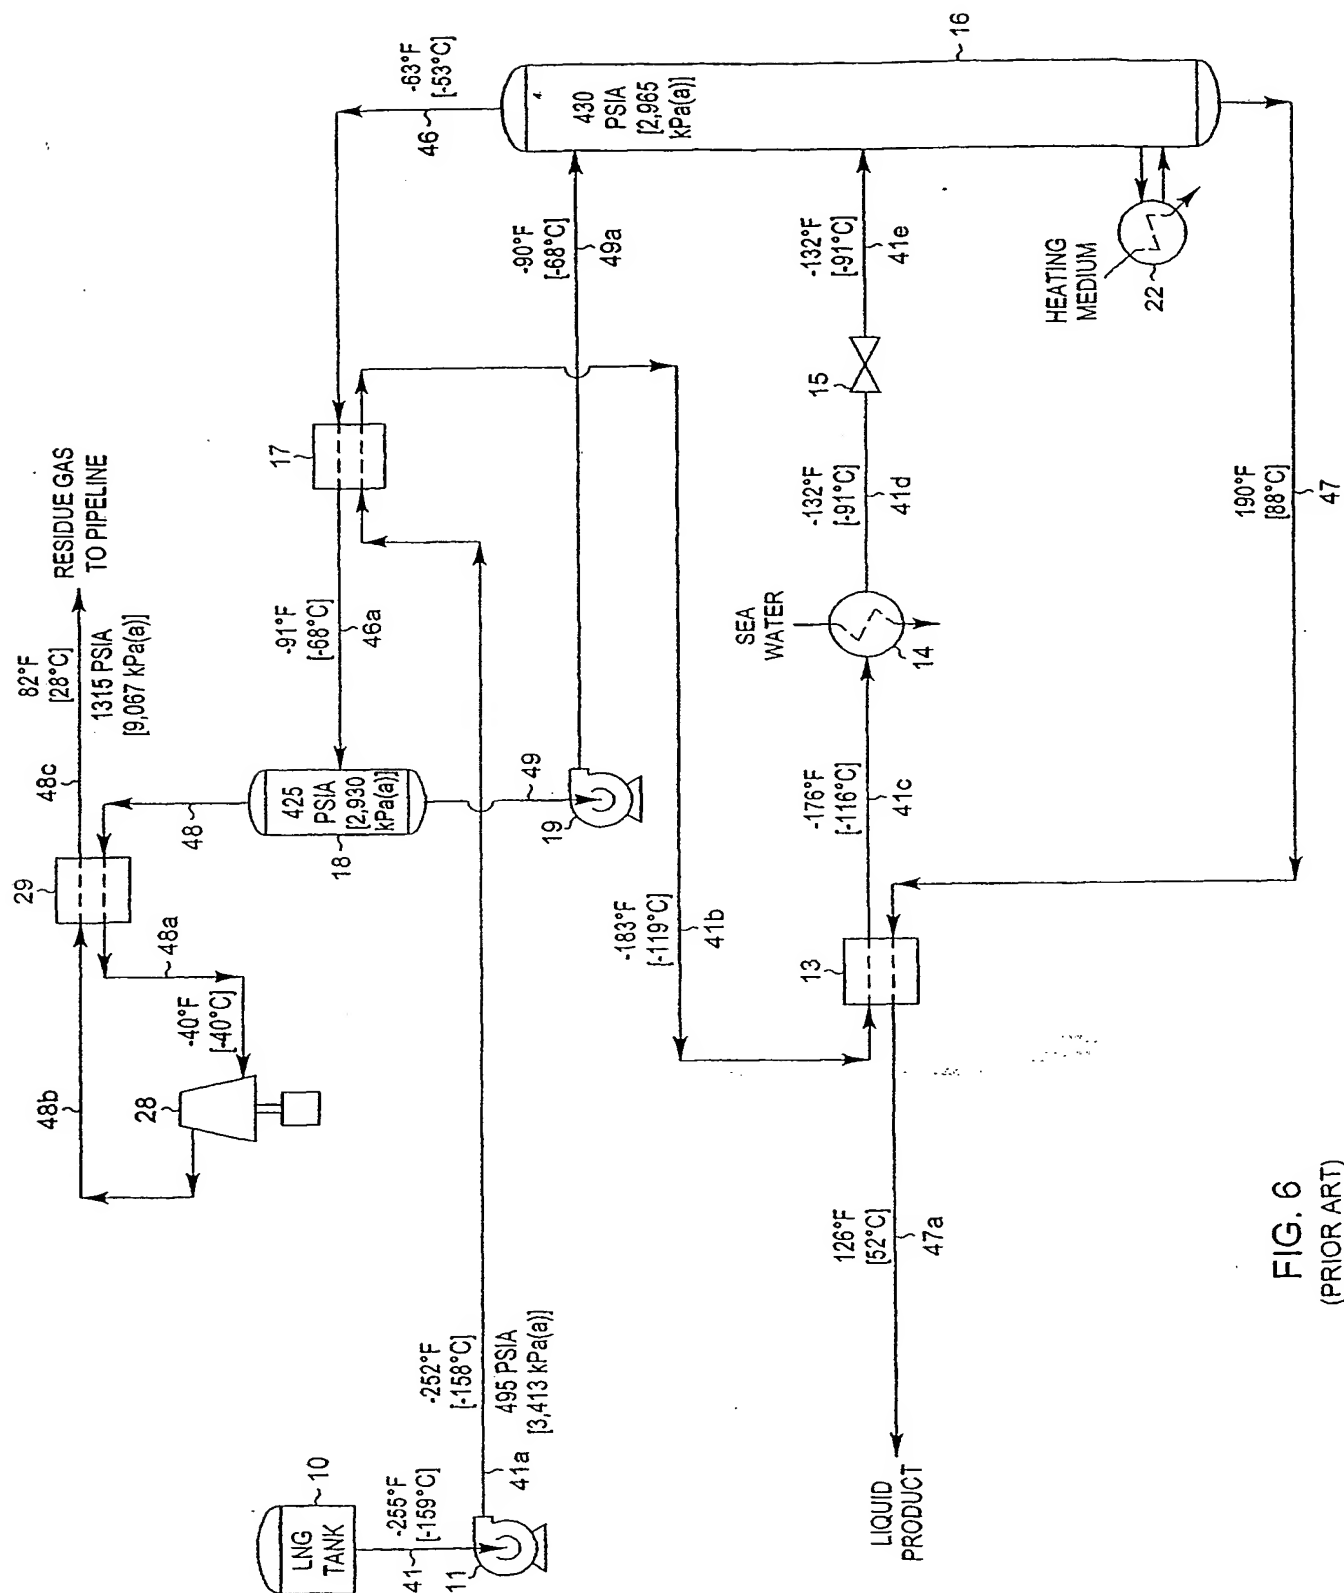 RESIDUE GAS
TO PIPELINE
82°F
[28°C]
1315 PSIA
[9,067 kPa(a)]
48c
29
48
48a
-40°F
[-40°C]
48b
28
425
PSIA
[2,930
kPa(a)]
18
-91°F
[-68°C]
46a
17
-63°F
[-53°C]
46
430
PSIA
[2,965
kPa(a)]
16
49
19
-90°F
[-68°C]
49a
LNG
TANK
10
-255°F
[-159°C]
41
11
-252°F
[-158°C]
495 PSIA
[3,413 kPa(a)]
41a
-183°F
[-119°C]
41b
13
-176°F
[-116°C]
41c
SEA
WATER
14
-132°F
[-91°C]
41d
15
-132°F
[-91°C]
41e
HEATING
MEDIUM
22
190°F
[88°C]
47
126°F
[52°C]
47a
LIQUID
PRODUCT
FIG. 6
(PRIOR ART)